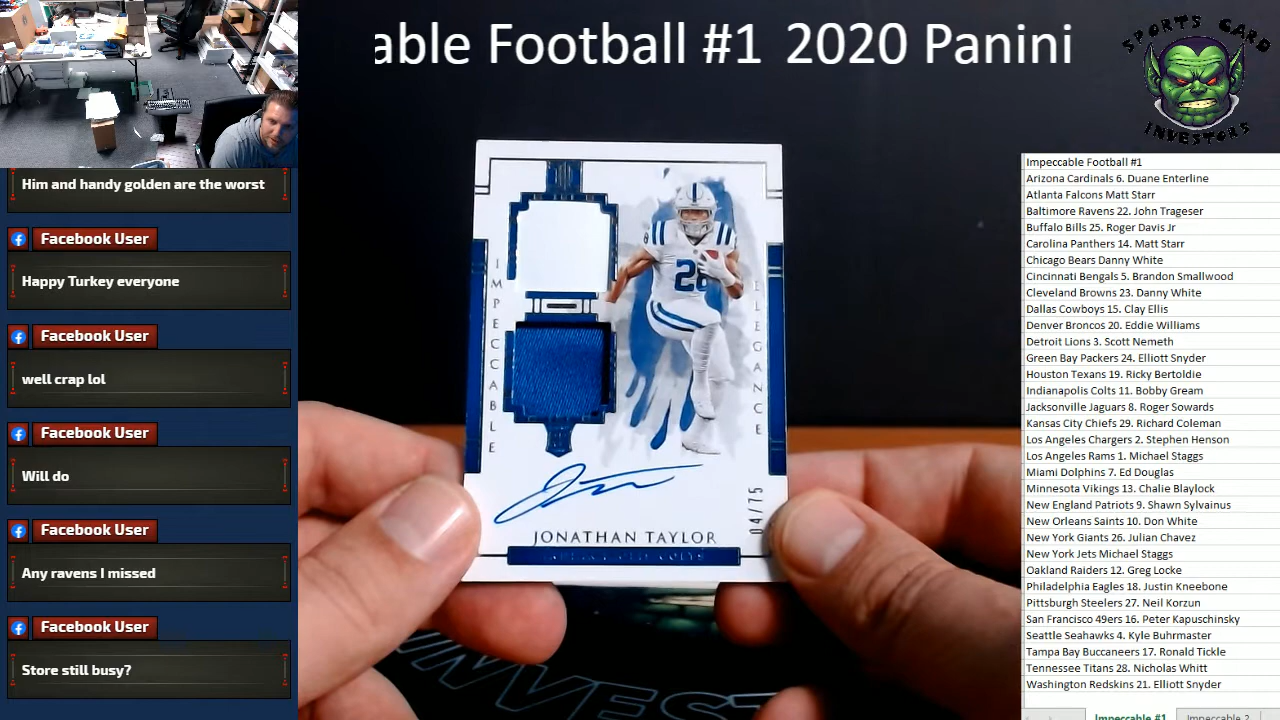 able Football #1 2020 Panini
SPORTS CARD
INVESTORS
Him and handy golden are the worst
Facebook User
Happy Turkey everyone
Facebook User
well crap lol
Facebook User
Will do
Facebook User
Any ravens I missed
Facebook User
Store still busy?
IMPECCABLE
ELEGANCE
28
04/75
JONATHAN TAYLOR
INVEST
Impeccable Football #1
Arizona Cardinals 6. Duane Enterline
Atlanta Falcons Matt Starr
Baltimore Ravens 22. John Trageser
Buffalo Bills 25. Roger Davis Jr
Carolina Panthers 14. Matt Starr
Chicago Bears Danny White
Cincinnati Bengals 5. Brandon Smallwood
Cleveland Browns 23. Danny White
Dallas Cowboys 15. Clay Ellis
Denver Broncos 20. Eddie Williams
Detroit Lions 3. Scott Nemeth
Green Bay Packers 24. Elliott Snyder
Houston Texans 19. Ricky Bertoldie
Indianapolis Colts 11. Bobby Gream
Jacksonville Jaguars 8. Roger Sowards
Kansas City Chiefs 29. Richard Coleman
Los Angeles Chargers 2. Stephen Henson
Los Angeles Rams 1. Michael Staggs
Miami Dolphins 7. Ed Douglas
Minnesota Vikings 13. Chalie Blaylock
New England Patriots 9. Shawn Sylvainus
New Orleans Saints 10. Don White
New York Giants 26. Julian Chavez
New York Jets Michael Staggs
Oakland Raiders 12. Greg Locke
Philadelphia Eagles 18. Justin Kneebone
Pittsburgh Steelers 27. Neil Korzun
San Francisco 49ers 16. Peter Kapuschinsky
Seattle Seahawks 4. Kyle Buhrmaster
Tampa Bay Buccaneers 17. Ronald Tickle
Tennessee Titans 28. Nicholas Whitt
Washington Redskins 21. Elliott Snyder
Impeccable #1
Impeccable 2